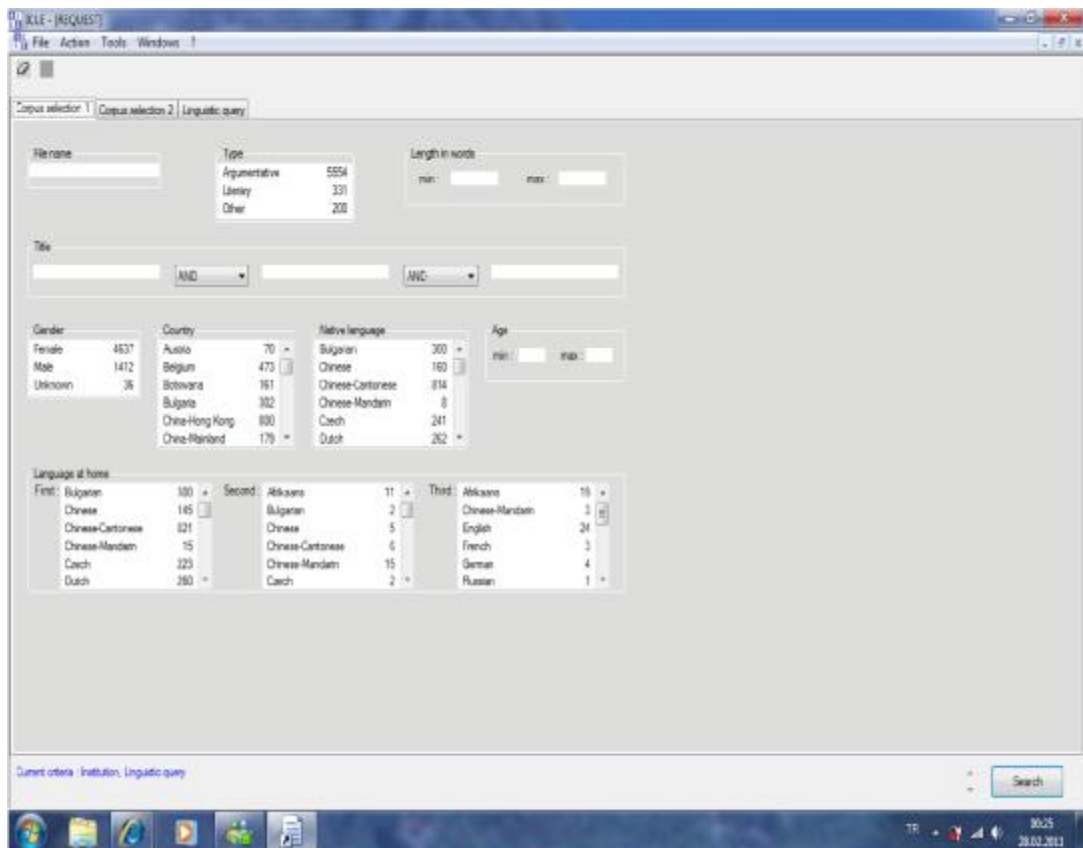 ICLE - [REQUEST]
File Action Tools Windows ?
Corpus selection 1 Corpus selection 2 Linguistic query
File name Type Length in words
Argumentative 5554 min : max :
Literary 331
Other 200
Title
AND AND
Gender Country Native language Age
Female 4637 Austria 70 Bulgarian 300 min : max :
Male 1412 Belgium 473 Chinese 160
Unknown 36 Botswana 161 Chinese-Cantonese 814
Bulgaria 302 Chinese-Mandarin 8
China-Hong Kong 800 Czech 241
China-Mainland 179 Dutch 262
Language at home
First : Bulgarian 300 Second : Afrikaans 11 Third : Afrikaans
Chinese 145 Bulgarian 2 Chinese-Mandarin 3
Chinese-Cantonese 821 Chinese 5 English 24
Chinese-Mandarin 15 Chinese-Cantonese 6 French 3
Czech 223 Chinese-Mandarin 15 German 4
Dutch 260 Czech 2 Russian 1
Current criteria : Institution, Linguistic query
Search
TR
28.02.2013